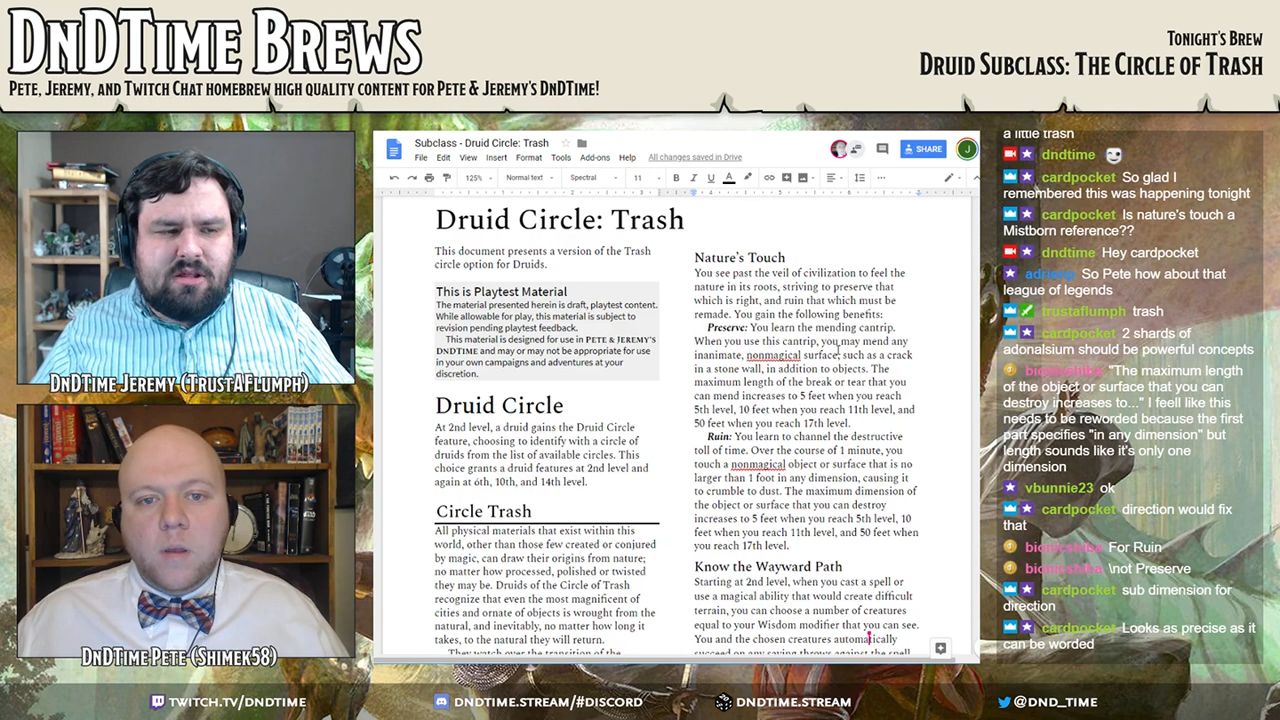 DnDTime Brews
Pete, Jeremy, and Twitch Chat homebrew high quality content for Pete & Jeremy's DnDTime!
Tonight's Brew
Druid Subclass: The Circle of Trash
DnDTime Jeremy (TrustAFlumph)
DnDTime Pete (Shimek58)
Subclass - Druid Circle: Trash
File Edit View Insert Format Tools Add-ons Help All changes saved in Drive
SHARE
J
125% Normal text Spectral 11 B I U A
Druid Circle: Trash
This document presents a version of the Trash
circle option for Druids.
This is Playtest Material
The material presented herein is draft, playtest content.
While allowable for play, this material is subject to
revision pending playtest feedback.
This material is designed for use in Pete & Jeremy's
DnDTime and may or may not be appropriate for use
in your own campaigns and adventures at your
discretion.
Druid Circle
At 2nd level, a druid gains the Druid Circle
feature, choosing to identify with a circle of
druids from the list of available circles. This
choice grants a druid features at 2nd level and
again at 6th, 10th, and 14th level.
Circle Trash
All physical materials that exist within this
world, other than those few created or conjured
by magic, can draw their origins from nature;
no matter how processed, polished or twisted
they may be. Druids of the Circle of Trash
recognize that even the most magnificent of
cities and ornate of objects is wrought from the
natural, and inevitably, no matter how long it
takes, to the natural they will return.
They watch over the transition of the
Nature's Touch
You see past the veil of civilization to feel the
nature in its roots, striving to preserve that
which is right, and ruin that which must be
remade. You gain the following benefits:
Preserve: You learn the mending cantrip.
When you use this cantrip, you may mend any
inanimate, nonmagical surface, such as a crack
in a stone wall, in addition to objects. The
maximum length of the break or tear that you
can mend increases to 5 feet when you reach
5th level, 10 feet when you reach 11th level, and
50 feet when you reach 17th level.
Ruin: You learn to channel the destructive
toll of time. Over the course of 1 minute, you
touch a nonmagical object or surface that is no
larger than 1 foot in any dimension, causing it
to crumble to dust. The maximum dimension of
the object or surface that you can destroy
increases to 5 feet when you reach 5th level, 10
feet when you reach 11th level, and 50 feet when
you reach 17th level.
Know the Wayward Path
Starting at 2nd level, when you cast a spell or
use a magical ability that would create difficult
terrain, you can choose a number of creatures
equal to your Wisdom modifier that you can see.
You and the chosen creatures automatically
succeed on any saving throws against the spell
a little trash
dndtime
cardpocket So glad I
remembered this was happening tonight
cardpocket Is nature's touch a
Mistborn reference??
dndtime Hey cardpocket
So Pete how about that
league of legends
trustaflumph trash
cardpocket 2 shards of
adonalsium should be powerful concepts
"The maximum length
of the object or surface that you can
destroy increases to..." I feell like this
needs to be reworded because the first
part specifies "in any dimension" but
length sounds like it's only one
dimension
vbunnie23 ok
cardpocket direction would fix
that
For Ruin
\not Preserve
cardpocket sub dimension for
direction
cardpocket Looks as precise as it
can be worded
twitch.tv/dndtime
dndtime.stream/#discord
dndtime.stream
@dnd_time